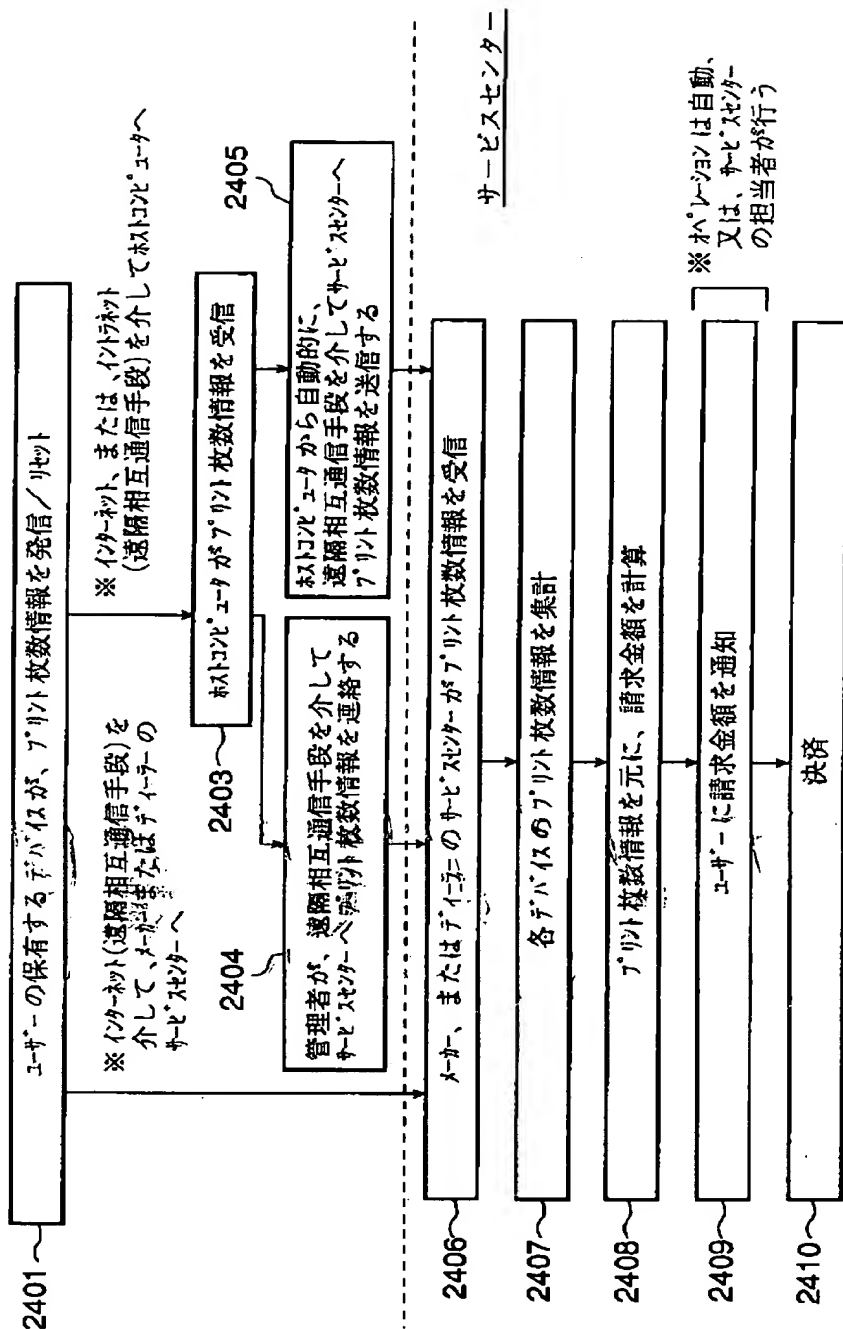 2401
ユーザーの保有するデバイスが、プリント枚数情報を発信／リセット
※インターネット(遠隔相互通信手段)を
介して、メーカーまたはディーラーの
サービスセンターへ
※インターネット、または、イントラネット
(遠隔相互通信手段)を介してホストコンピュータへ
2403
ホストコンピュータがプリント枚数情報を受信
2404
管理者が、遠隔相互通信手段を介して
サービスセンターへプリント枚数情報を連絡する
2405
ホストコンピュータから自動的に、
遠隔相互通信手段を介してサービスセンターへ
プリント枚数情報を送信する
サービスセンター
2406
メーカー、またはディーラーのサービスセンターがプリント枚数情報を受信
2407
各デバイスのプリント枚数情報を集計
2408
プリント枚数情報を元に、請求金額を計算
2409
ユーザーに請求金額を通知
※オペレーションは自動、
又は、サービスセンター
の担当者が行う
2410
決済